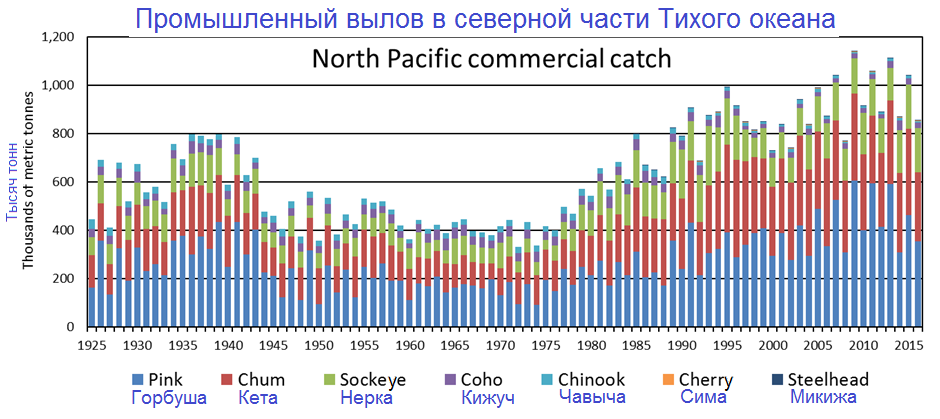 Промышленный вылов в северной части Тихого океана
North Pacific commercial catch
Тысяч тонн
Thousands of metric tonnes
1,200
1,000
800
600
400
200
0
1925 1930 1935 1940 1945 1950 1955 1960 1965 1970 1975 1980 1985 1990 1995 2000 2005 2010 2015
Pink Chum Sockeye Coho Chinook Cherry Steelhead
Горбуша Кета Нерка Кижуч Чавыча Сима Микижа